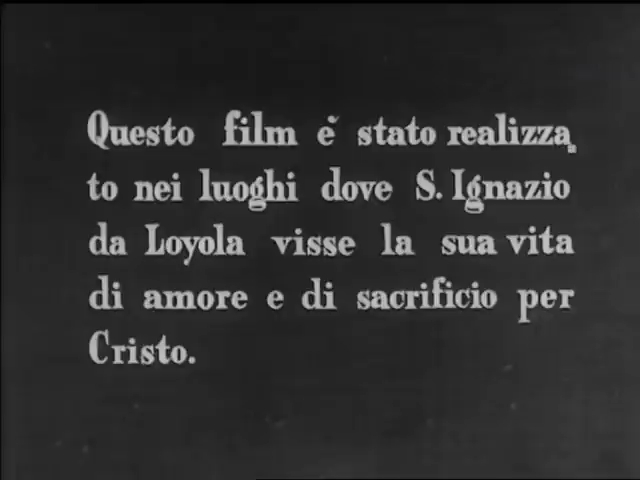 Questo film è stato realizza-
to nei luoghi dove S. Ignazio
da Loyola visse la sua vita
di amore e di sacrificio per
Cristo.